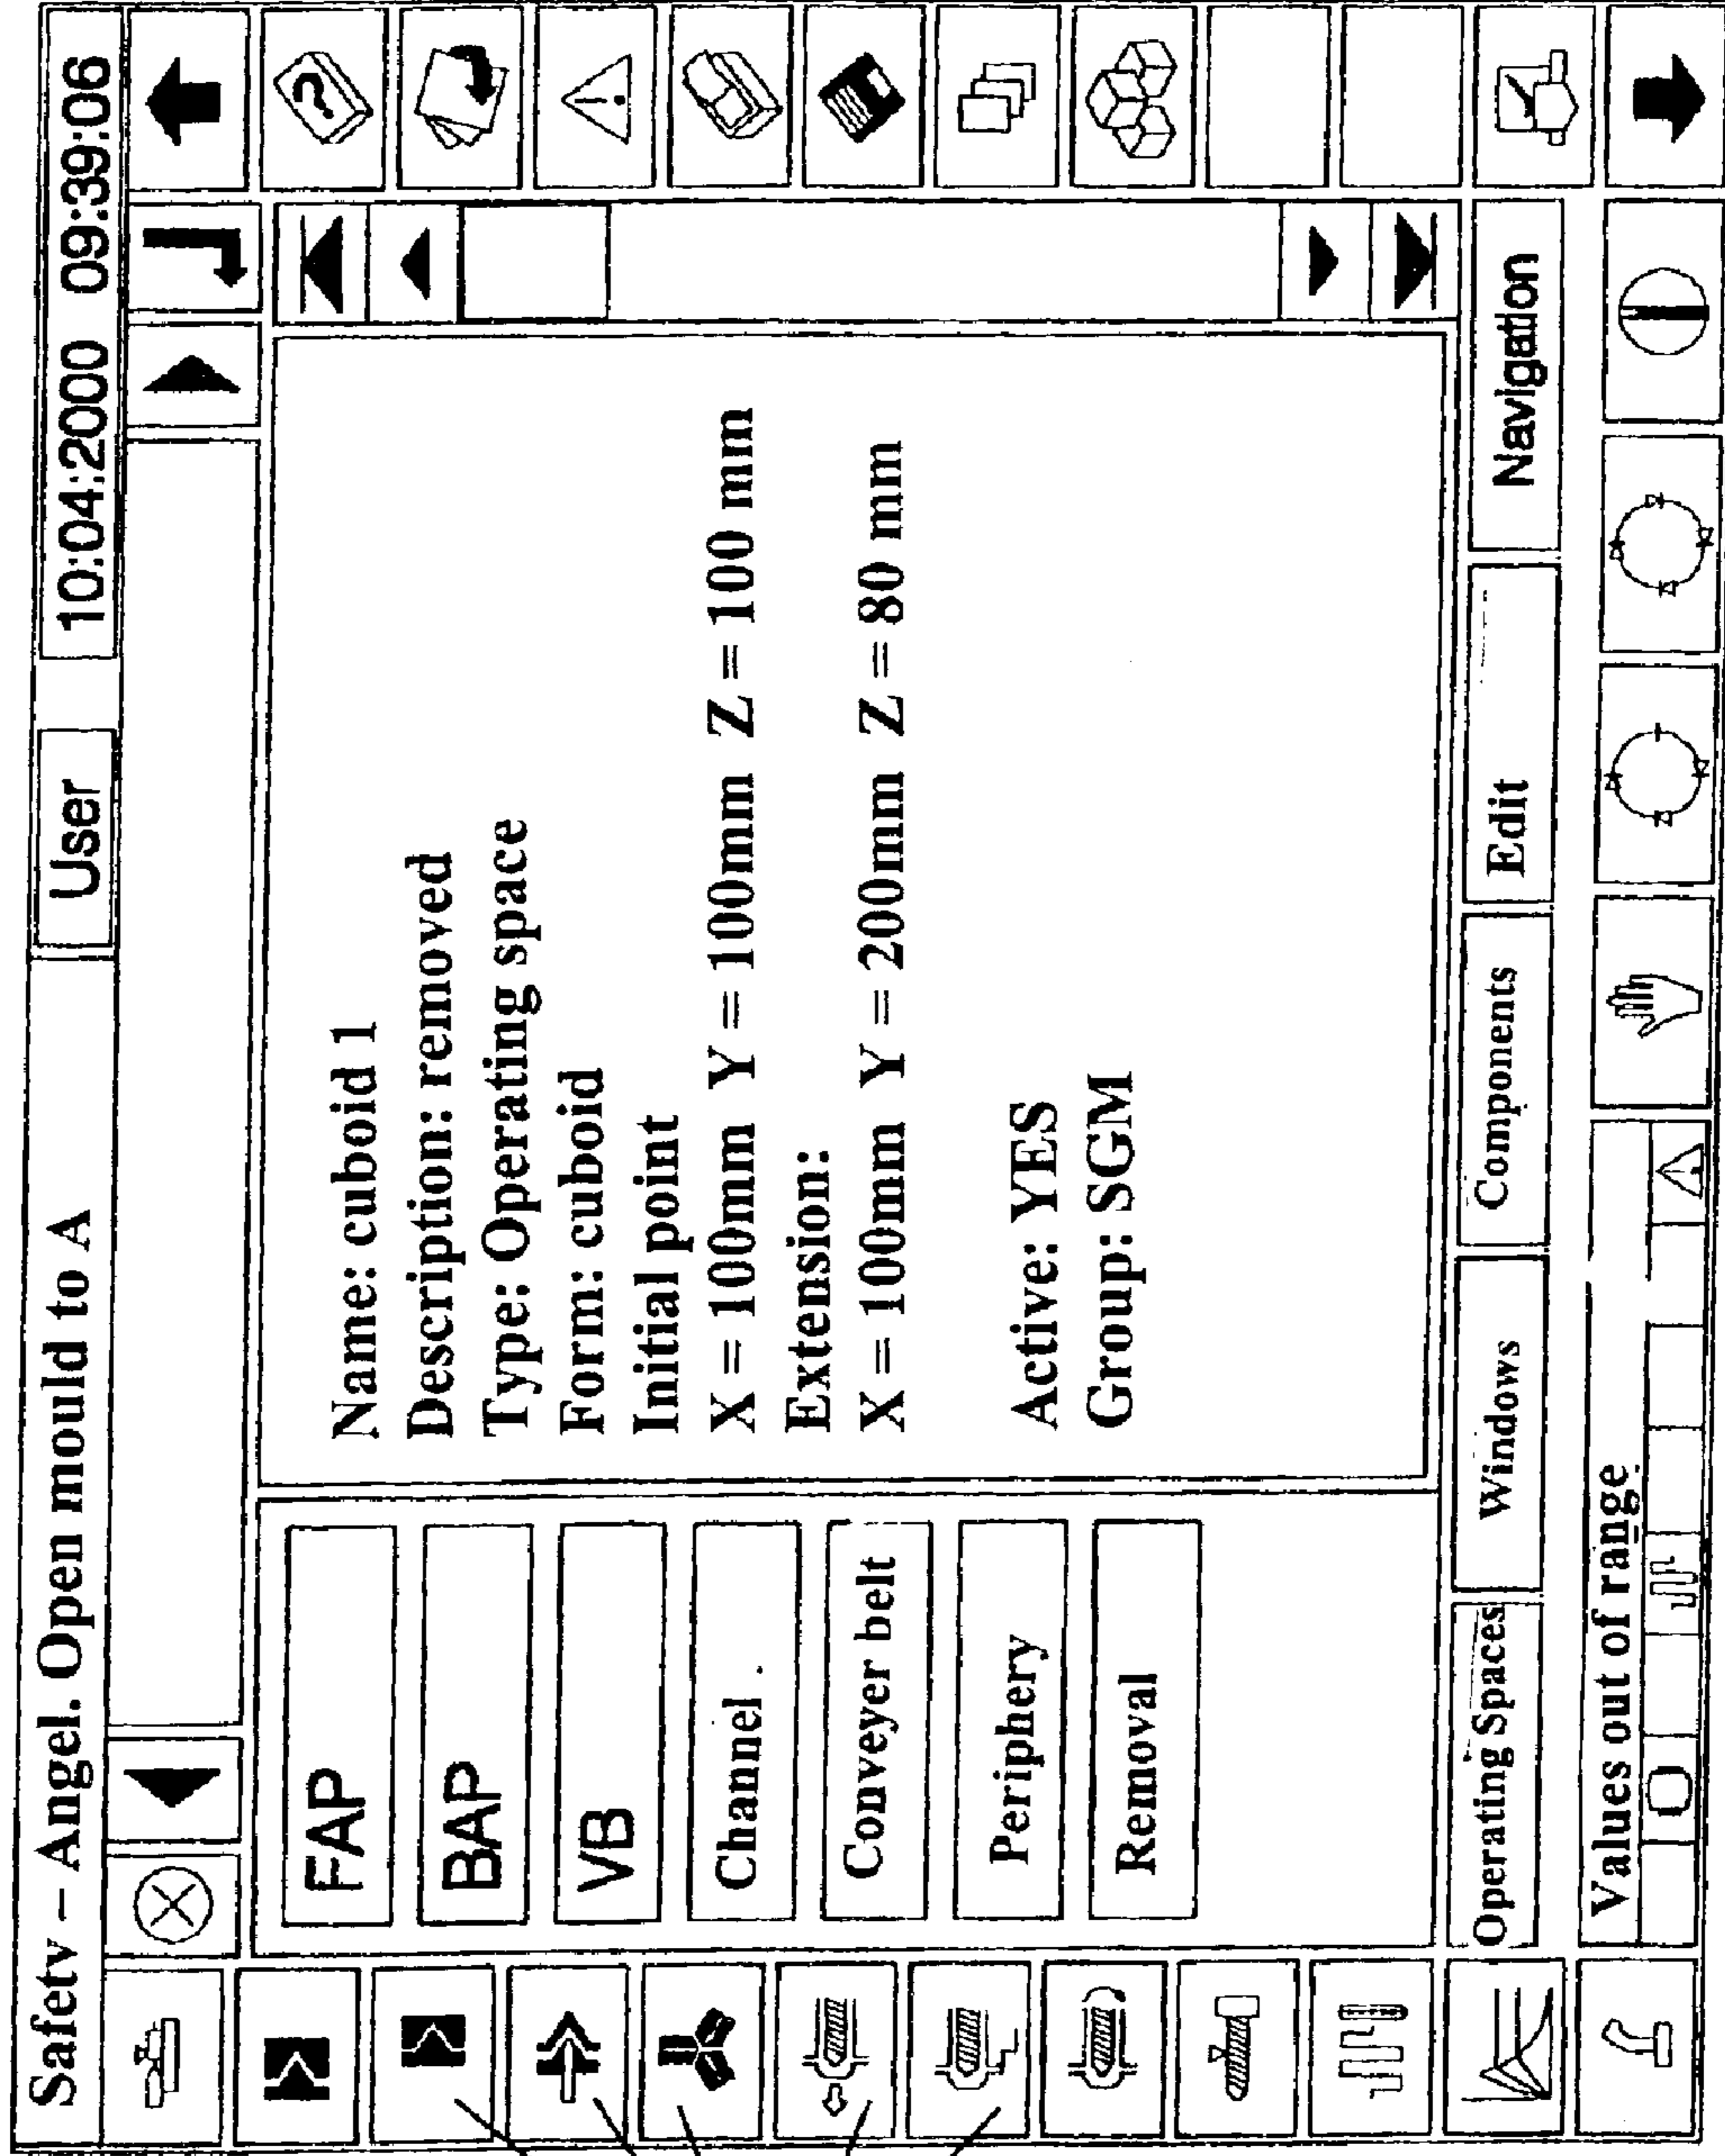 Safety – Angel. Open mould to A
User
10:04:2000 09:39:06
FAP
BAP
VB
Channel
Conveyer belt
Periphery
Removal
Name: cuboid 1
Description: removed
Type: Operating space
Form: cuboid
Initial point
X = 100mm Y = 100mm Z = 100 mm
Extension:
X = 100mm Y = 200mm Z = 80 mm
Active: YES
Group: SGM
Operating Spaces
Windows
Components
Edit
Navigation
Values out of range